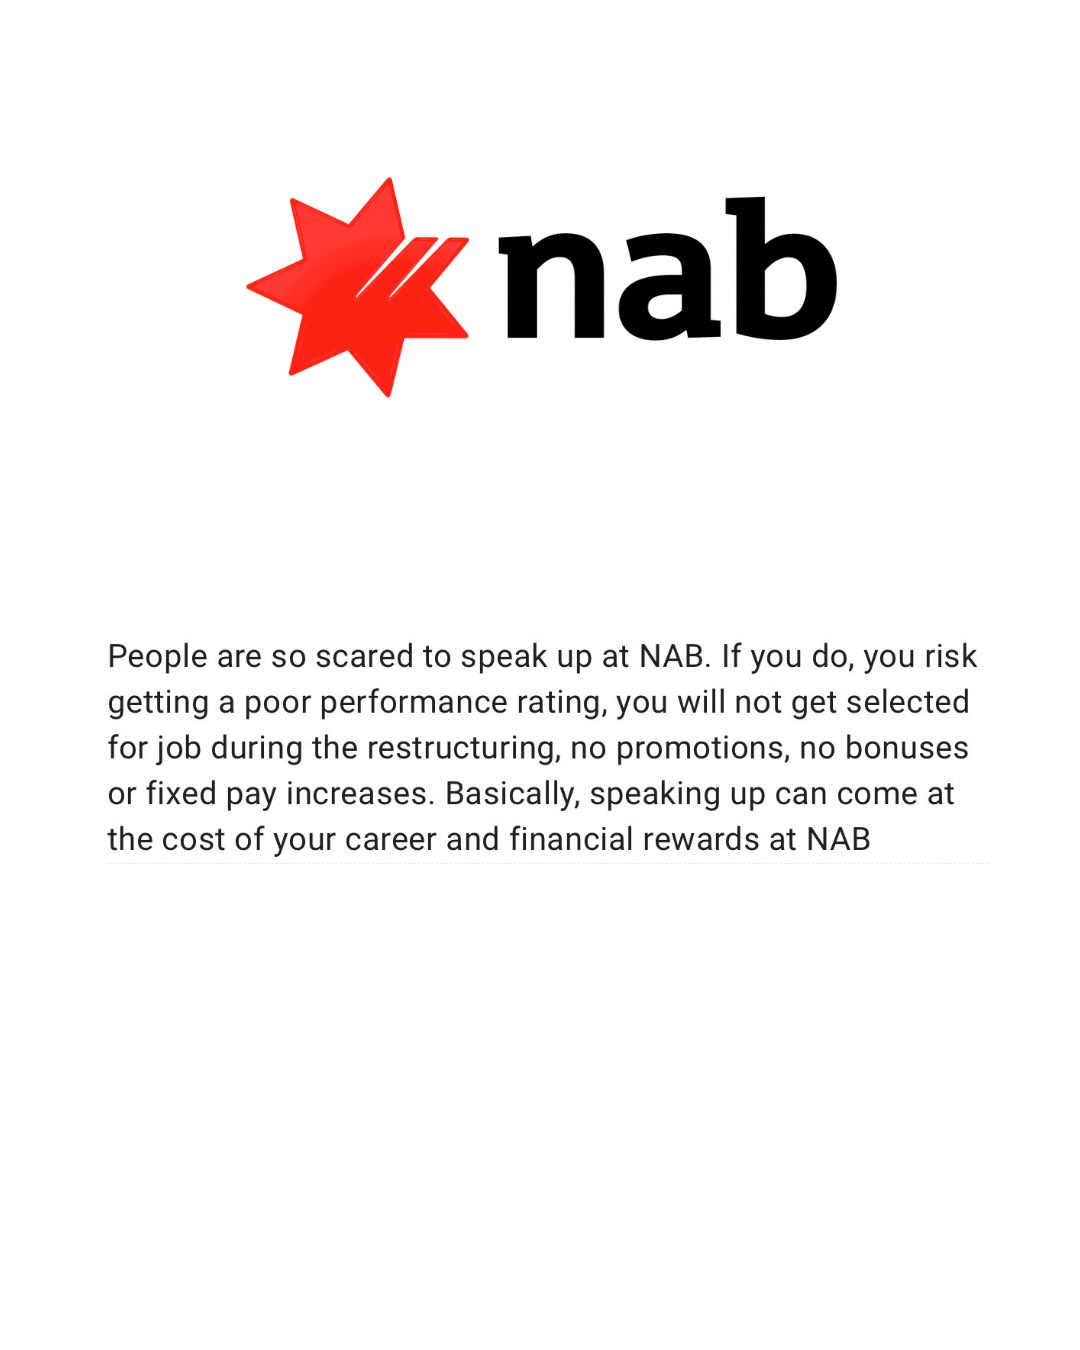 nab
People are so scared to speak up at NAB. If you do, you risk
getting a poor performance rating, you will not get selected
for job during the restructuring, no promotions, no bonuses
or fixed pay increases. Basically, speaking up can come at
the cost of your career and financial rewards at NAB